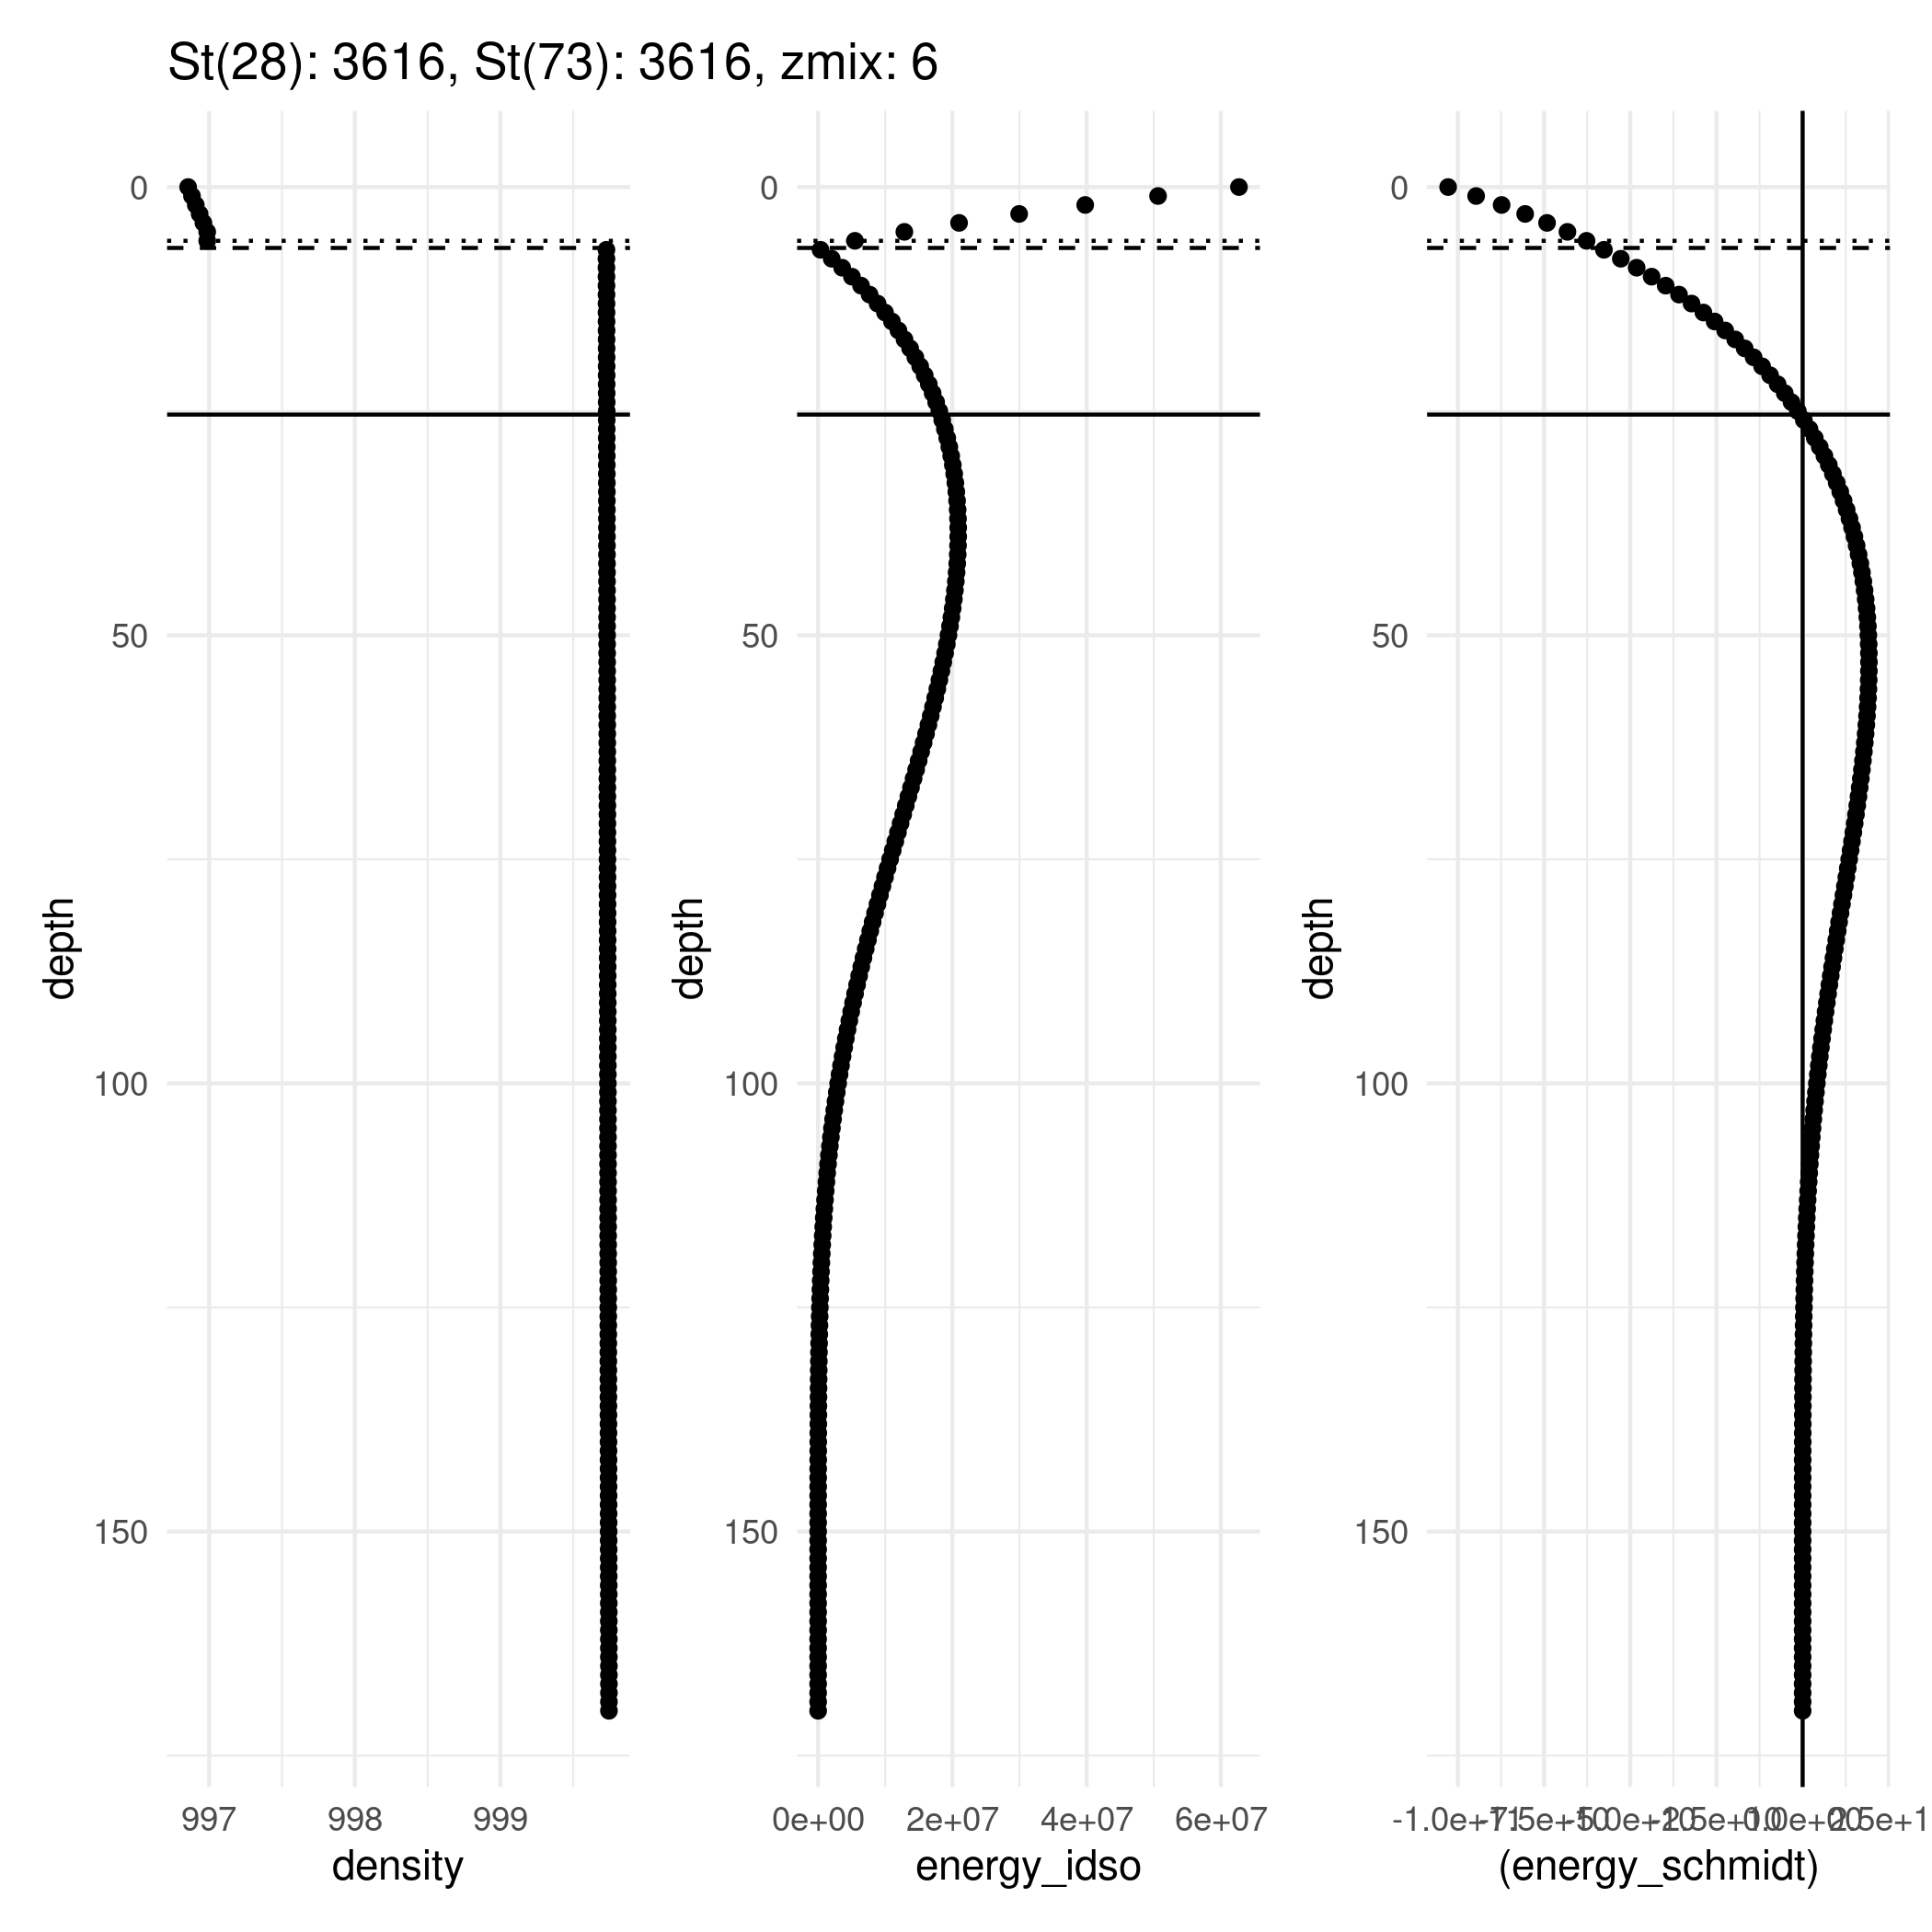 St(28): 3616, St(73): 3616, zmix: 6
0
50
100
150
depth
997 998 999
density
0
50
100
150
depth
0e+00 2e+07 4e+07 6e+07
energy_idso
0
50
100
150
depth
(energy_schmidt)